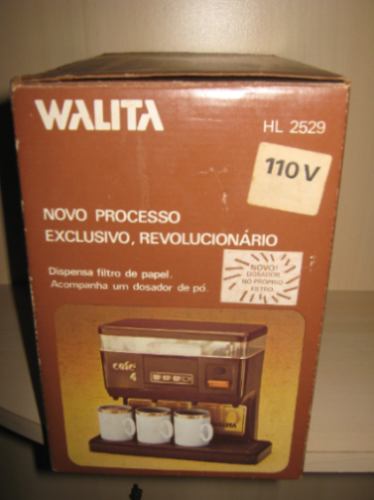 WALITA
HL 2529
110 V
NOVO PROCESSO
EXCLUSIVO, REVOLUCIONÁRIO
Dispensa filtro de papel.
Acompanha um dosador de pó.
NOVO!
DOSADOR
NO PRÓPRIO
FILTRO.
café
4
WALITA